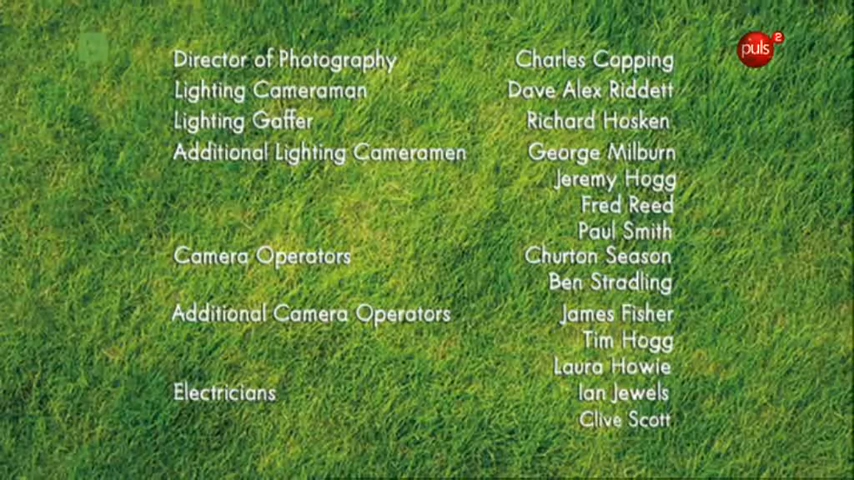 puls 2
Director of Photography Charles Copping
Lighting Cameraman Dave Alex Riddett
Lighting Gaffer Richard Hosken
Additional Lighting Cameramen George Milburn
Jeremy Hogg
Fred Reed
Paul Smith
Camera Operators Churton Season
Ben Stradling
Additional Camera Operators James Fisher
Tim Hogg
Laura Howie
Electricians Ian Jewels
Clive Scott